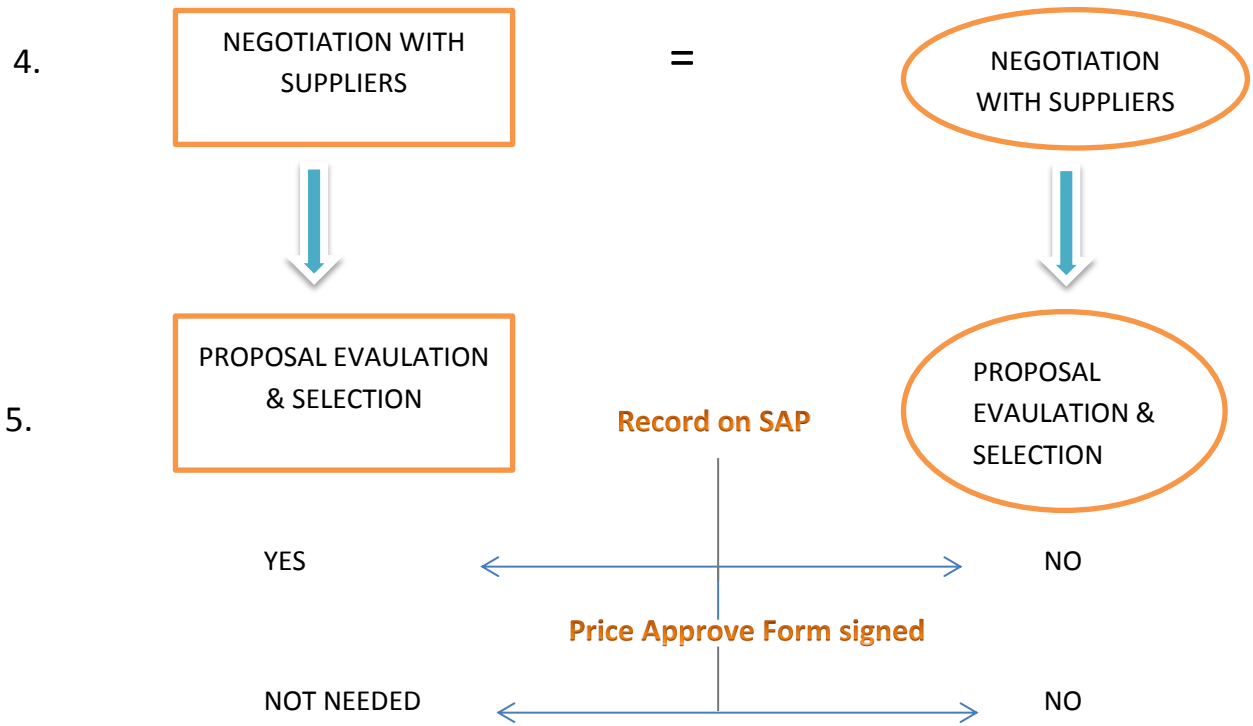 4.
NEGOTIATION WITH
SUPPLIERS
=
NEGOTIATION
WITH SUPPLIERS
5.
PROPOSAL EVAULATION
& SELECTION
Record on SAP
PROPOSAL
EVAULATION &
SELECTION
YES
NO
Price Approve Form signed
NOT NEEDED
NO